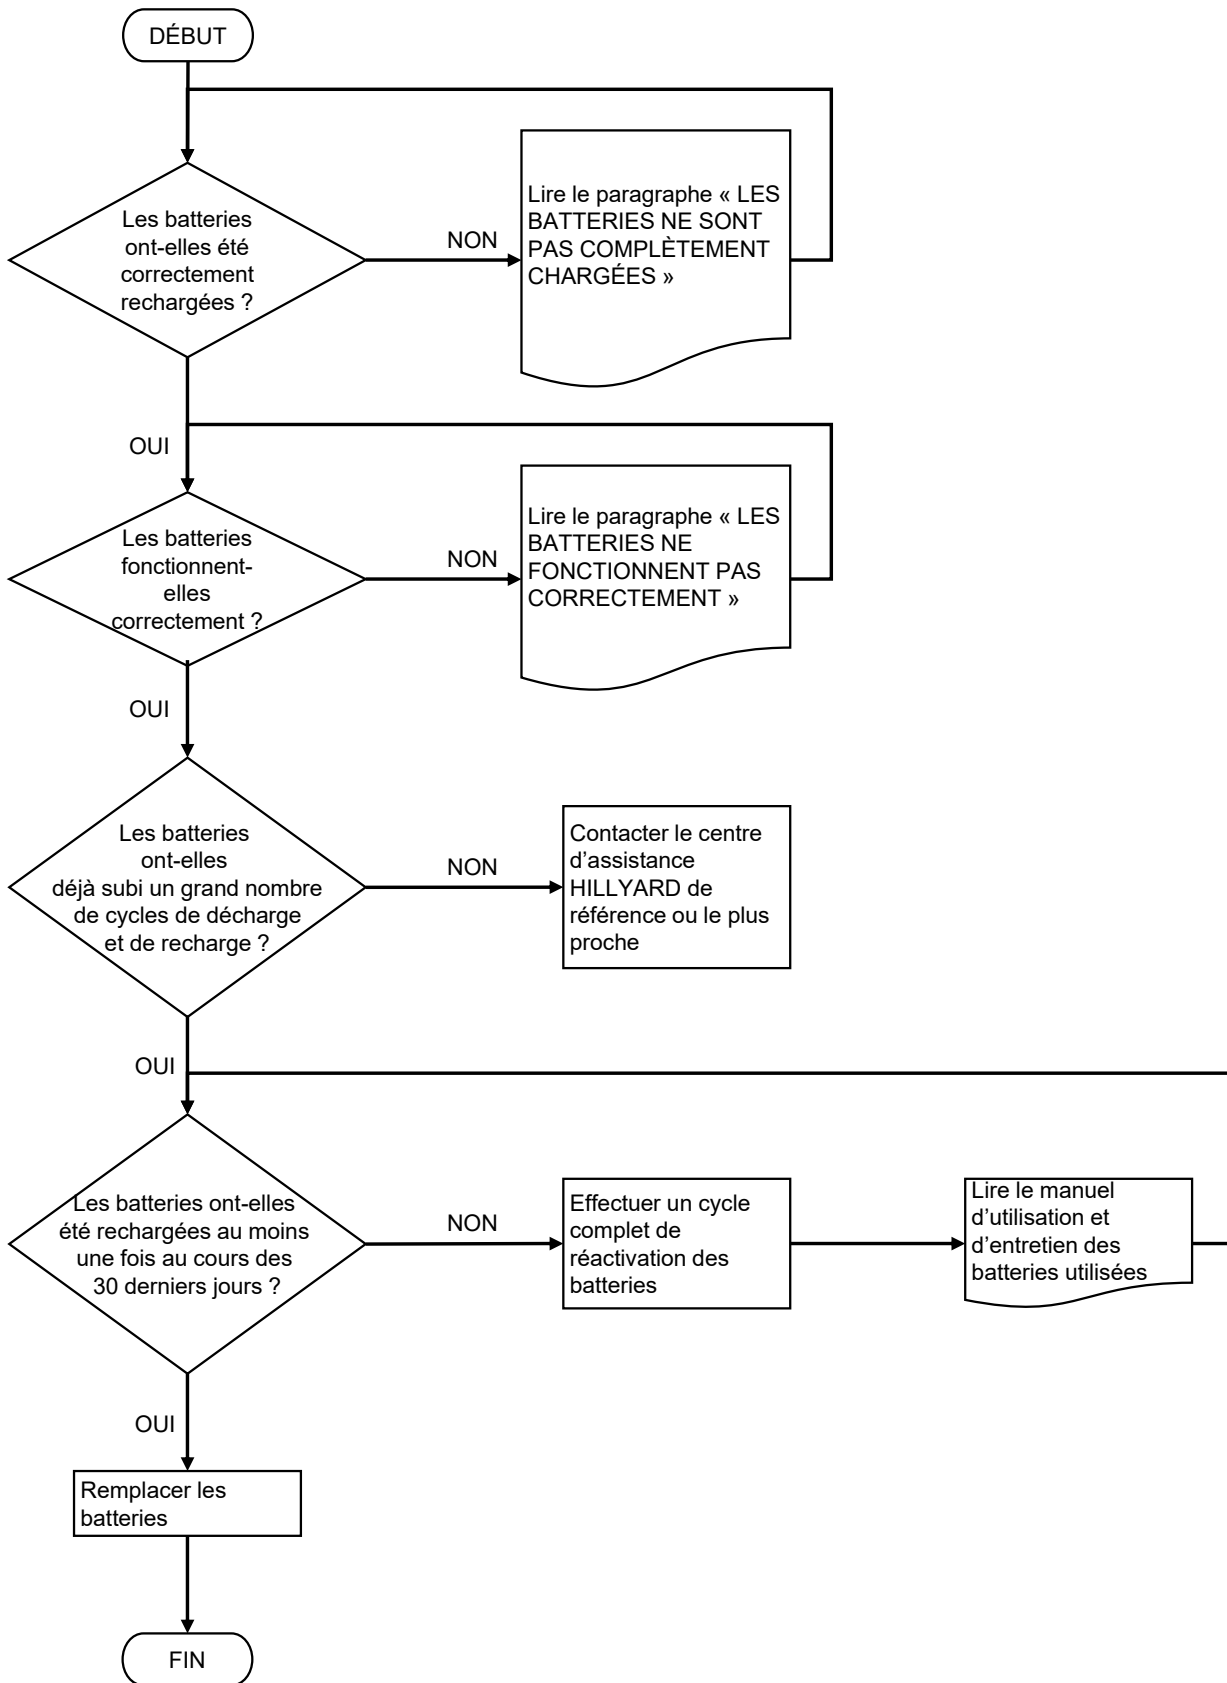 DÉBUT
Les batteries
ont-elles été
correctement
rechargées ?
NON
Lire le paragraphe « LES
BATTERIES NE SONT
PAS COMPLÈTEMENT
CHARGÉES »
OUI
Les batteries
fonctionnent-
elles
correctement ?
NON
Lire le paragraphe « LES
BATTERIES NE
FONCTIONNENT PAS
CORRECTEMENT »
OUI
Les batteries
ont-elles
déjà subi un grand nombre
de cycles de décharge
et de recharge ?
NON
Contacter le centre
d’assistance
HILLYARD de
référence ou le plus
proche
OUI
Les batteries ont-elles
été rechargées au moins
une fois au cours des
30 derniers jours ?
NON
Effectuer un cycle
complet de
réactivation des
batteries
Lire le manuel
d’utilisation et
d’entretien des
batteries utilisées
OUI
Remplacer les
batteries
FIN